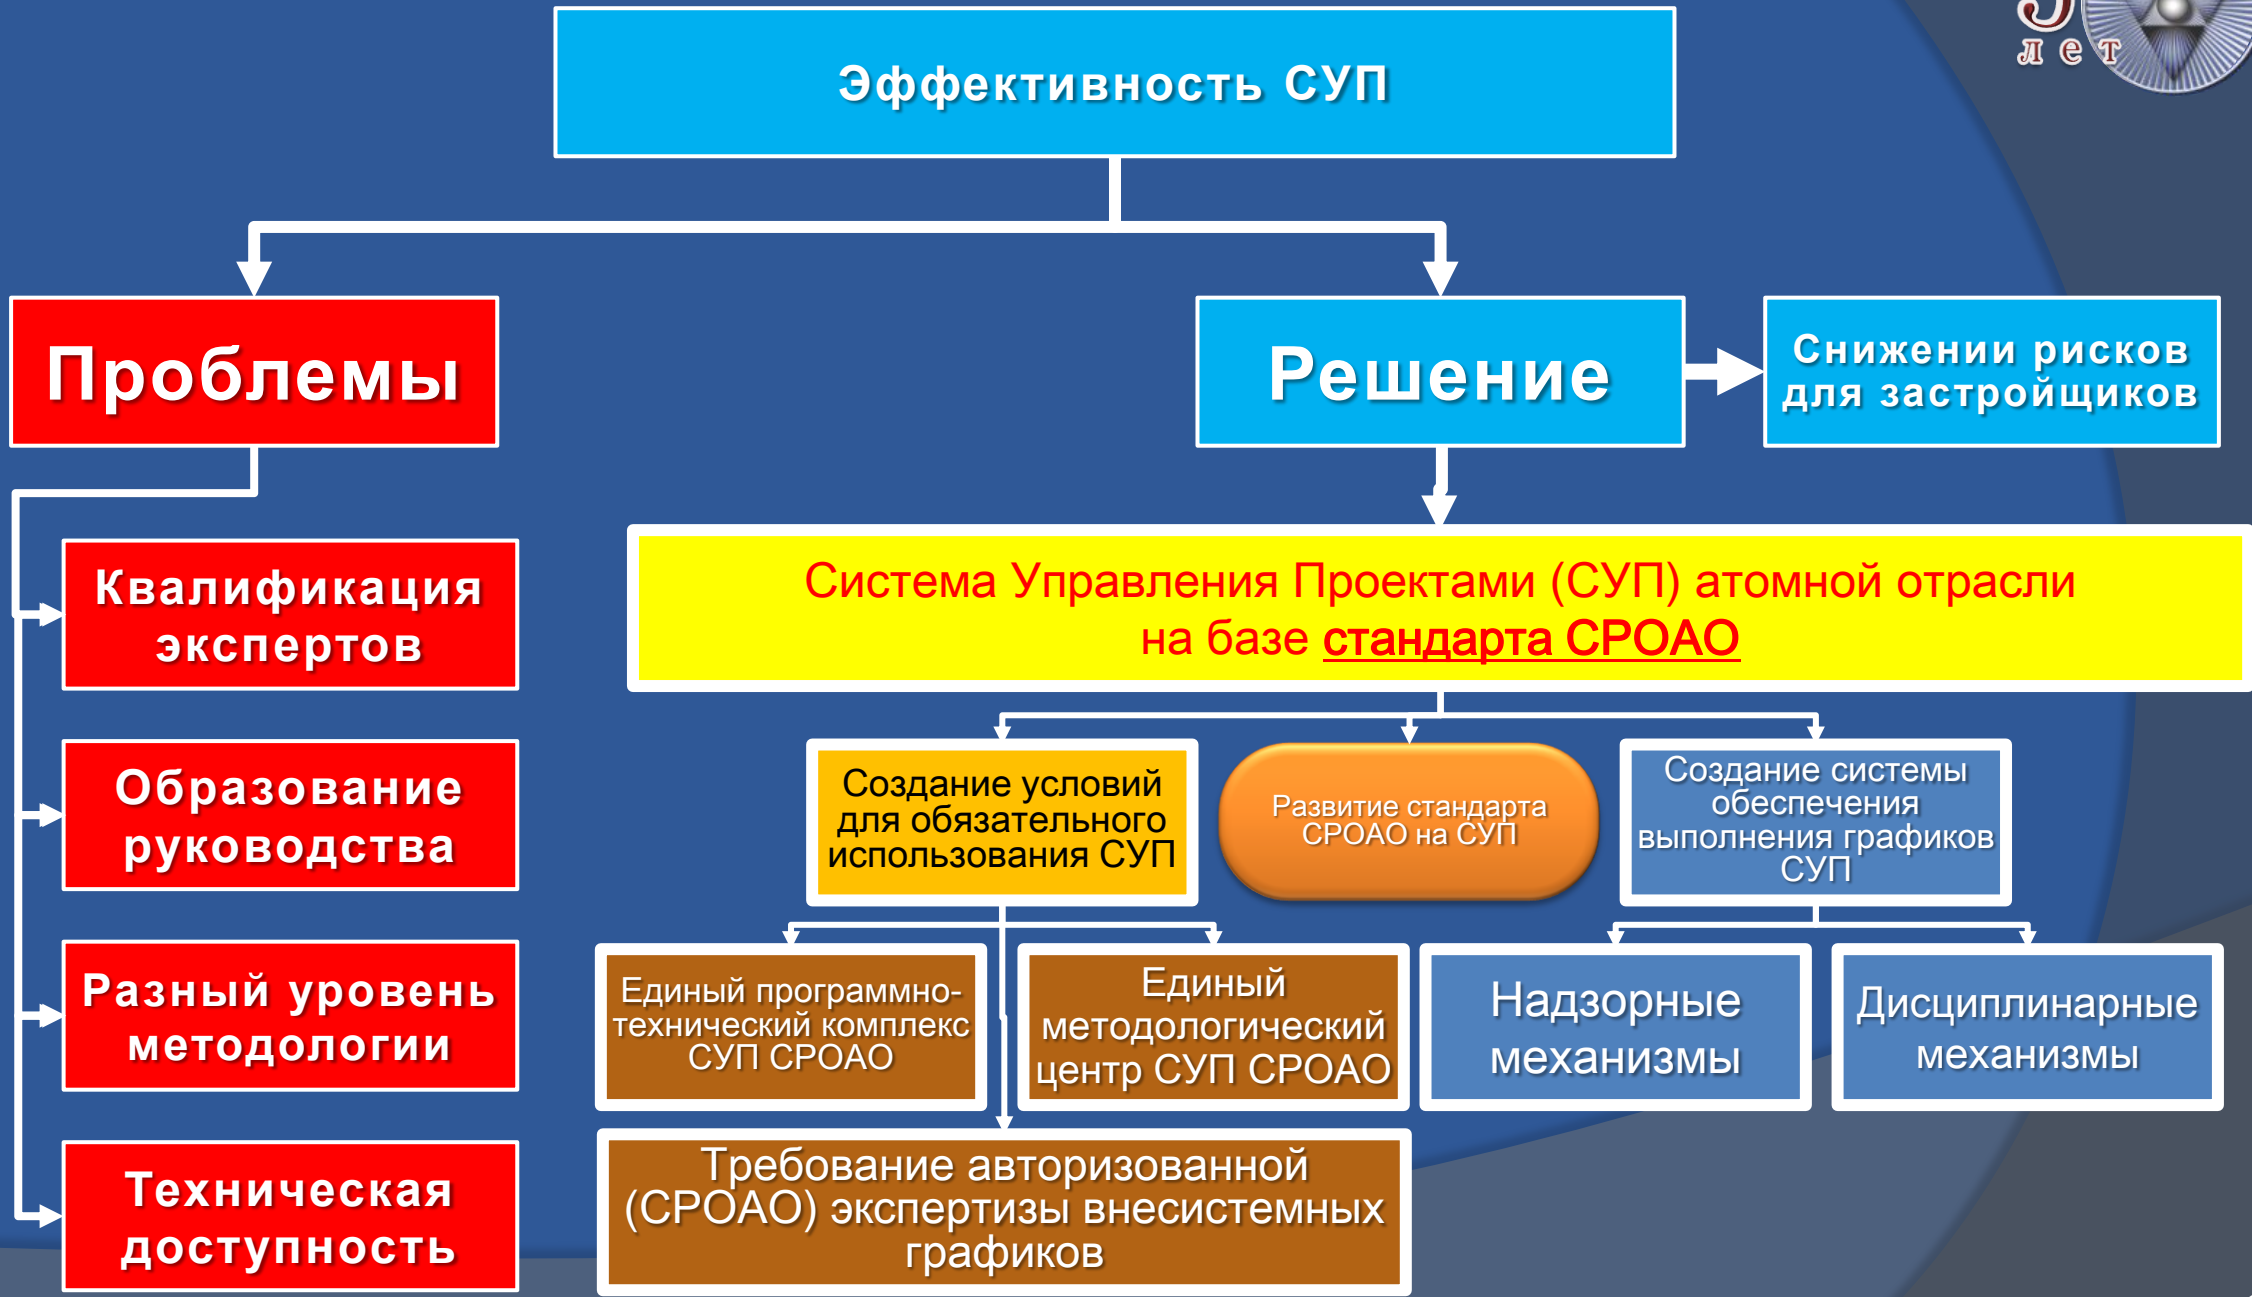 Эффективность СУП
лет
Проблемы
Решение
Снижении рисков
для застройщиков
Квалификация
экспертов
Образование
руководства
Разный уровень
методологии
Техническая
доступность
Система Управления Проектами (СУП) атомной отрасли
на базе стандарта СРОАО
Создание условий
для обязательного
использования СУП
Развитие стандарта
СРОАО на СУП
Создание системы
обеспечения
выполнения графиков
СУП
Единый программно-
технический комплекс
СУП СРОАО
Единый
методологический
центр СУП СРОАО
Надзорные
механизмы
Дисциплинарные
механизмы
Требование авторизованной
(СРОАО) экспертизы внесистемных
графиков